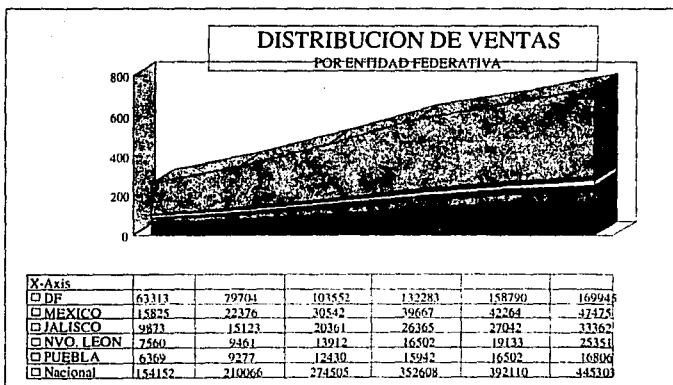 DISTRIBUCION DE VENTAS
POR ENTIDAD FEDERATIVA
800
600
400
200
0
X-Axis
DF 63313 79704 103552 132283 158790 169945
MEXICO 15825 22376 30542 39667 42264 47475
JALISCO 9873 15123 20361 26365 27042 33362
NVO. LEON 7560 9461 13912 16502 19133 25351
PUEBLA 6369 9277 12430 15942 16502 16806
Nacional 154152 210066 274505 352608 392110 445303